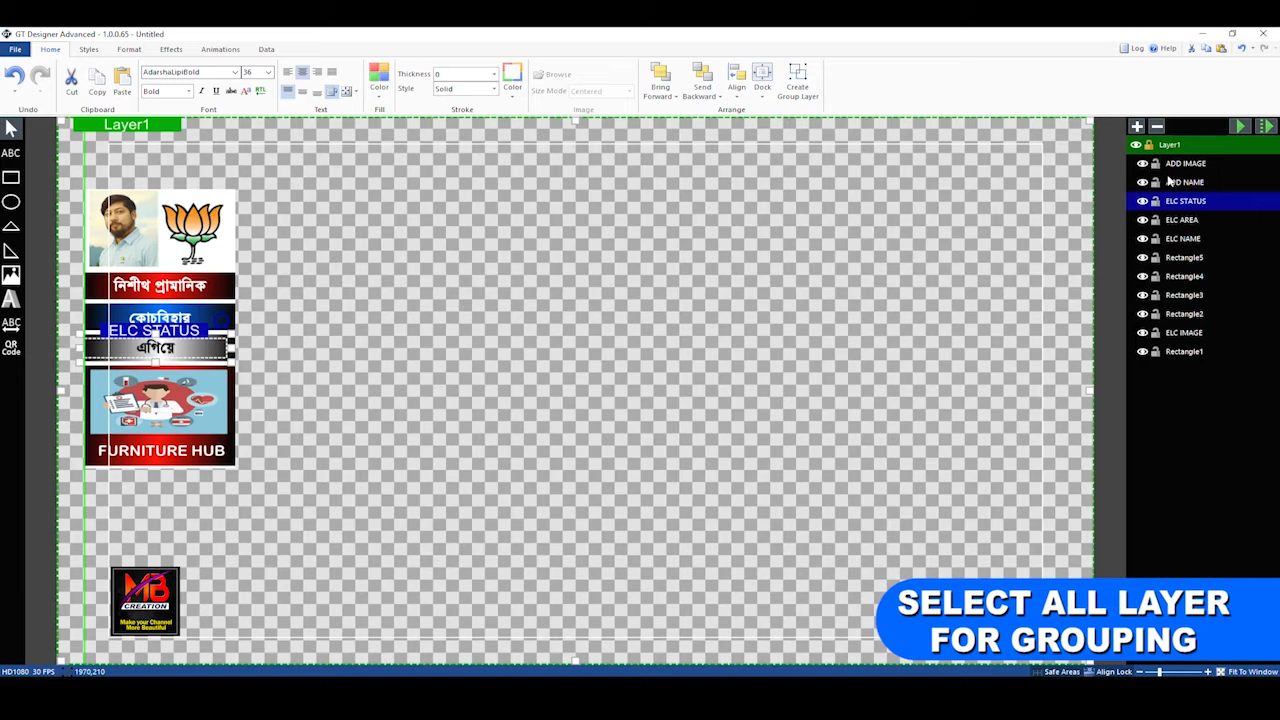 GT Designer Advanced - 1.0.0.65 - Untitled
File Home Styles Format Effects Animations Data
Log Help
AdarshaLipiBold 36
Bold
Cut Copy Paste
RTL
Color
Thickness 0
Style Solid
Color
Browse
Size Mode Centered
Bring Forward
Send Backward
Align
Dock
Create Group Layer
Undo Clipboard Font Text Fill Stroke Image Arrange
Layer1
ABC
ABC
QR Code
নিশীথ প্রামানিক
কোচবিহার
ELC STATUS
এগিয়ে
FURNITURE HUB
MB
CREATION
Make your Channel
More Beautiful
Layer1
ADD IMAGE
ADD NAME
ELC STATUS
ELC AREA
ELC NAME
Rectangle5
Rectangle4
Rectangle3
Rectangle2
ELC IMAGE
Rectangle1
SELECT ALL LAYER
FOR GROUPING
HD1080 30 FPS 1970,210
Safe Areas Align Lock Fit To Window